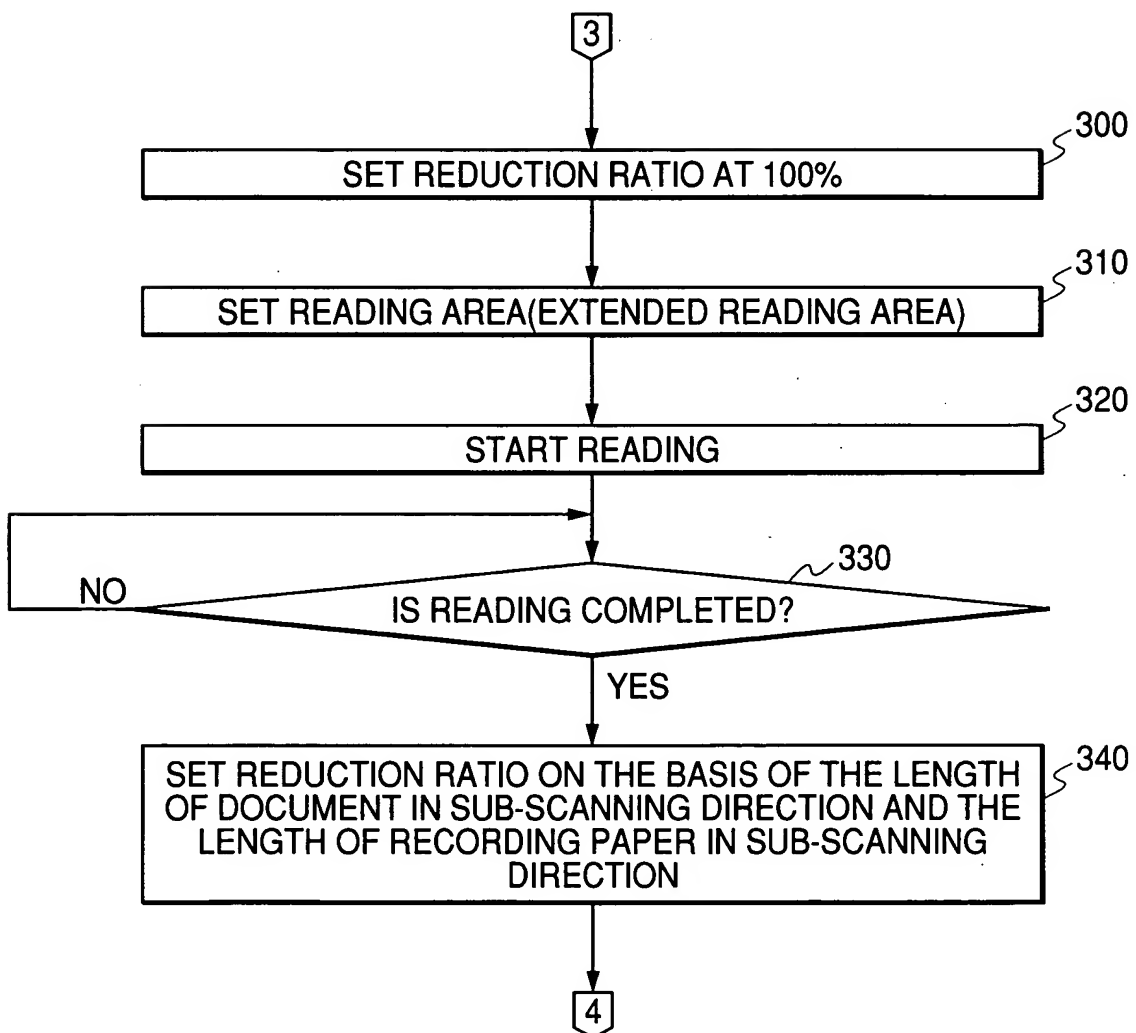 3
300
SET REDUCTION RATIO AT 100%
310
SET READING AREA(EXTENDED READING AREA)
320
START READING
330
NO
IS READING COMPLETED?
YES
340
SET REDUCTION RATIO ON THE BASIS OF THE LENGTH
OF DOCUMENT IN SUB-SCANNING DIRECTION AND THE
LENGTH OF RECORDING PAPER IN SUB-SCANNING
DIRECTION
4